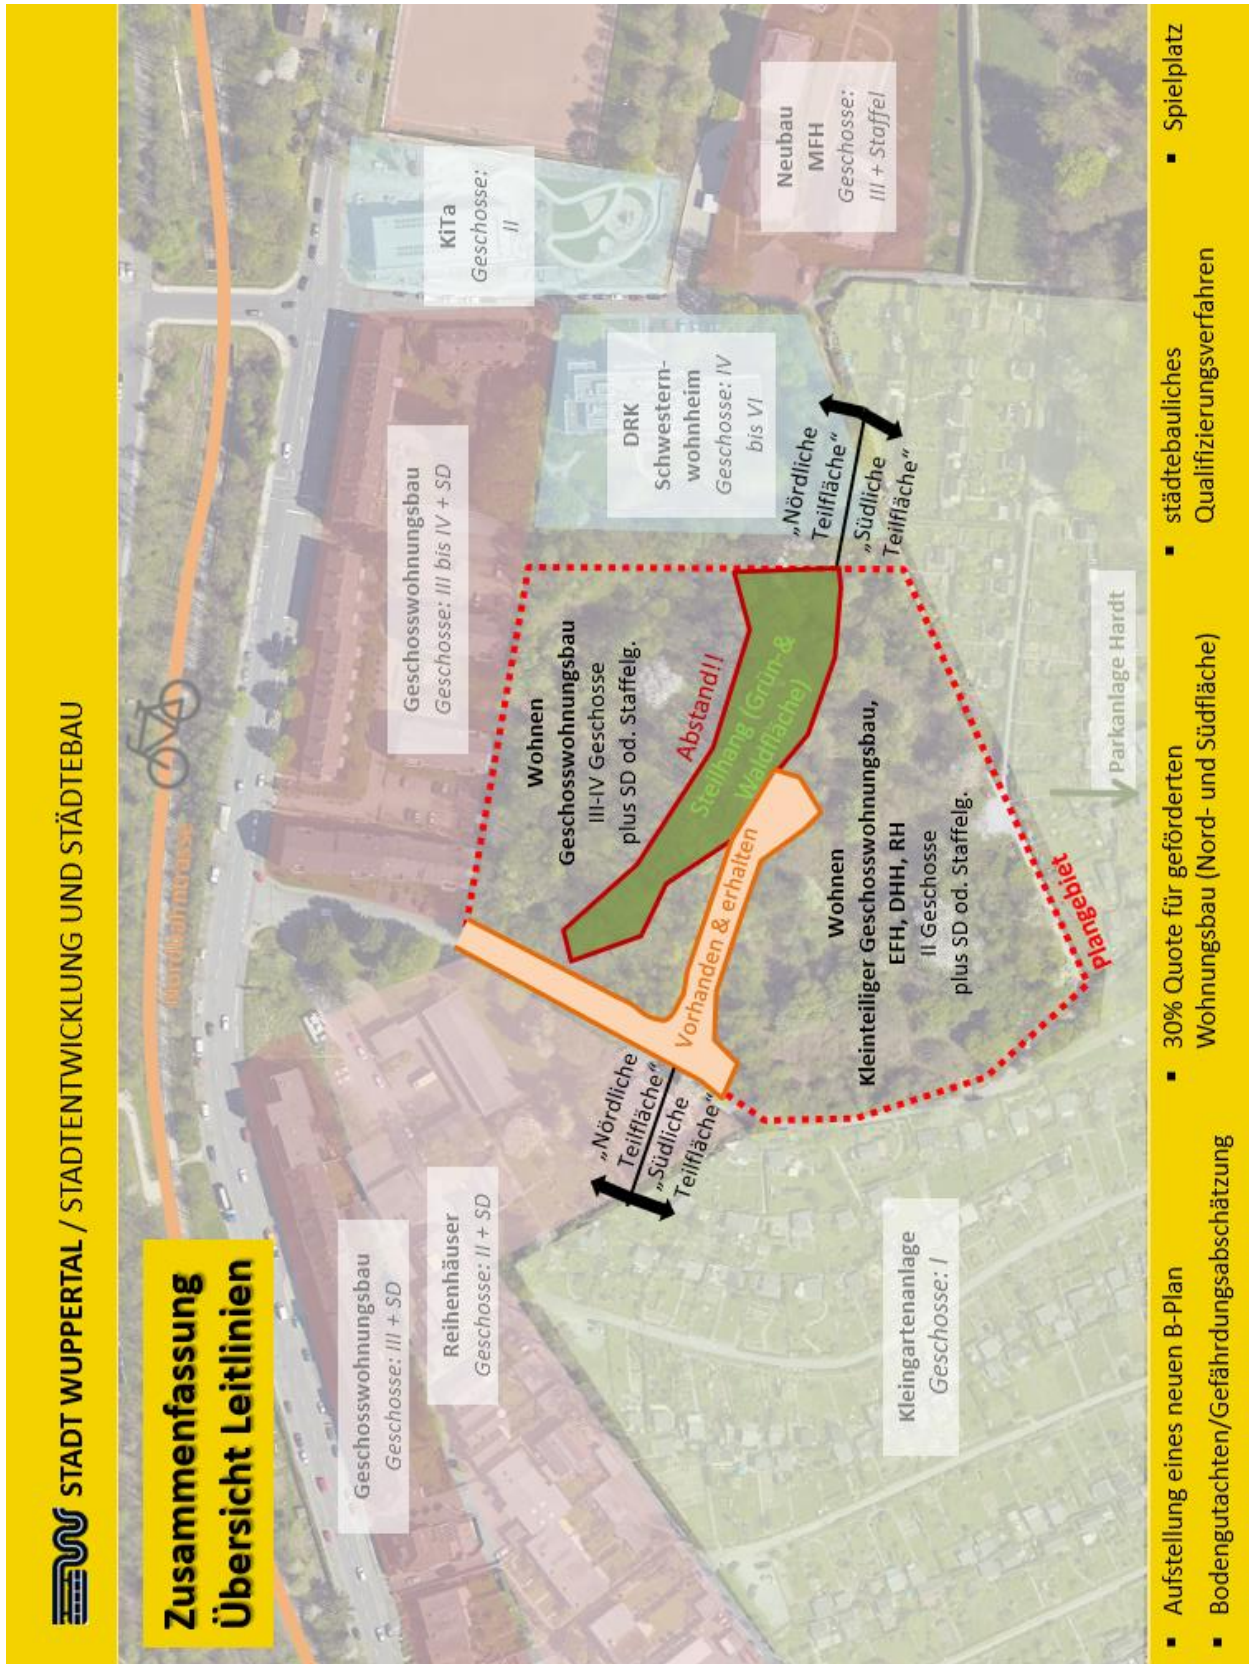 STADT WUPPERTAL / STADTENTWICKLUNG UND STÄDTEBAU
Zusammenfassung
Übersicht Leitlinien
Nordbahntrasse
Geschosswohnungsbau
Geschosse: III + SD
Reihenhäuser
Geschosse: II + SD
Geschosswohnungsbau
Geschosse: III bis IV + SD
KiTa
Geschosse:
II
DRK
Schwestern-
wohnheim
Geschosse: IV
bis VI
Neubau
MFH
Geschosse:
III + Staffel
Wohnen
Geschosswohnungsbau
III-IV Geschosse
plus SD od. Staffelg.
Abstand!!
Steilhang (Grün-&
Waldfläche)
Vorhanden & erhalten
„Nördliche
Teilfläche“
„Südliche
Teilfläche“
„Nördliche
Teilfläche“
„Südliche
Teilfläche“
Wohnen
Kleinteiliger Geschosswohnungsbau,
EFH, DHH, RH
II Geschosse
plus SD od. Staffelg.
Plangebiet
Kleingartenanlage
Geschosse: I
Parkanlage Hardt
▪ Aufstellung eines neuen B-Plan
▪ Bodengutachten/Gefährdungsabschätzung
▪ 30% Quote für geförderten
Wohnungsbau (Nord- und Südfläche)
▪ städtebauliches
Qualifizierungsverfahren
▪ Spielplatz